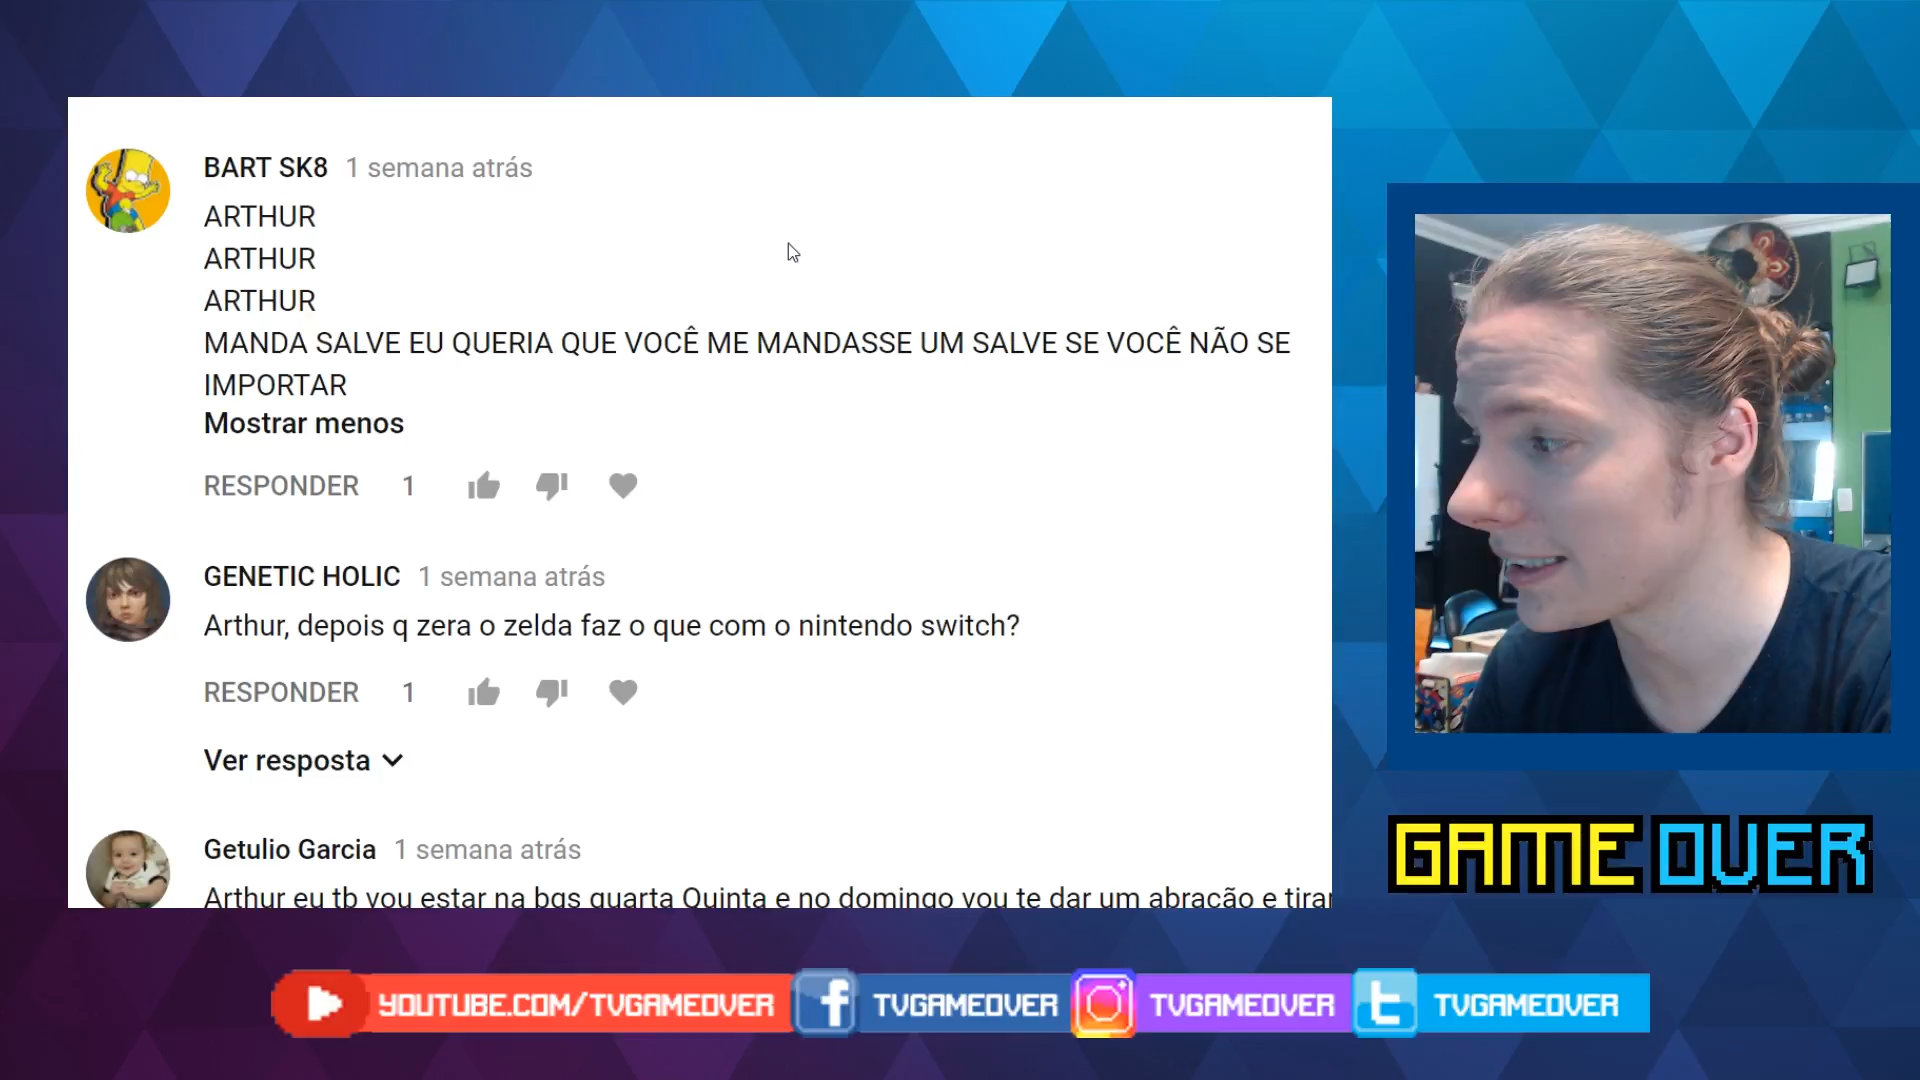 BART SK8 1 semana atrás
ARTHUR
ARTHUR
ARTHUR
MANDA SALVE EU QUERIA QUE VOCÊ ME MANDASSE UM SALVE SE VOCÊ NÃO SE
IMPORTAR
Mostrar menos
RESPONDER 1
GENETIC HOLIC 1 semana atrás
Arthur, depois q zera o zelda faz o que com o nintendo switch?
RESPONDER 1
Ver resposta
Getulio Garcia 1 semana atrás
Arthur eu tb vou estar na bgs quarta Quinta e no domingo vou te dar um abração e tirar
GAME OVER
YOUTUBE.COM/TVGAMEOVER TVGAMEOVER TVGAMEOVER TVGAMEOVER